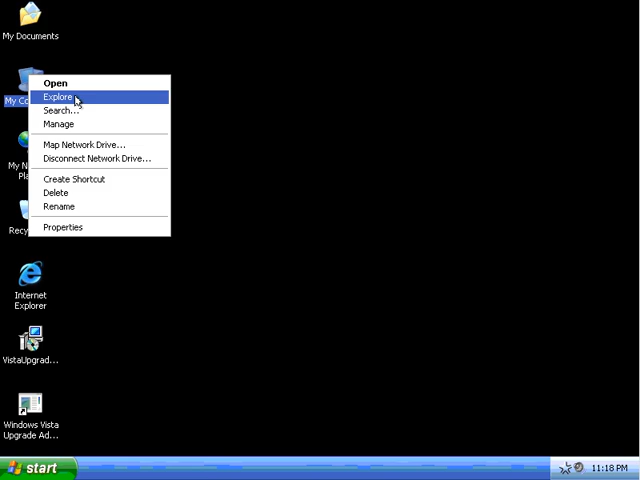 My Documents
My Co
Open
Explore
Search...
Manage
Map Network Drive...
Disconnect Network Drive...
Create Shortcut
Delete
Rename
Properties
My N
Pla
Recy
Internet
Explorer
VistaUpgrad...
Windows Vista
Upgrade Ad...
start
11:18 PM